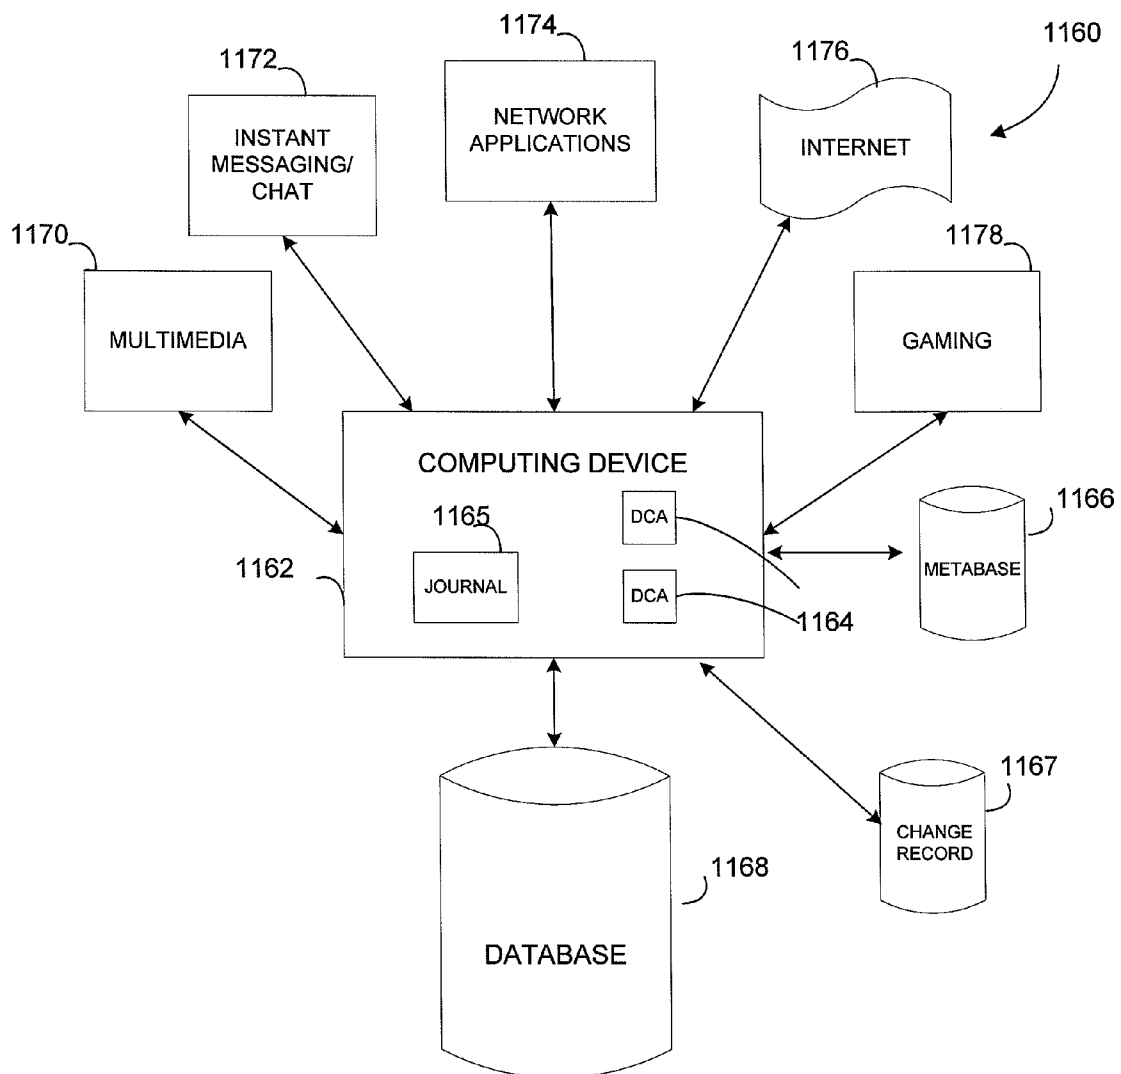 1174
1160
1172
1176
NETWORK
APPLICATIONS
INSTANT
MESSAGING/
CHAT
INTERNET
1170
1178
MULTIMEDIA
GAMING
COMPUTING DEVICE
1166
1165
DCA
1162
JOURNAL
METABASE
DCA
1164
1167
CHANGE
RECORD
1168
DATABASE